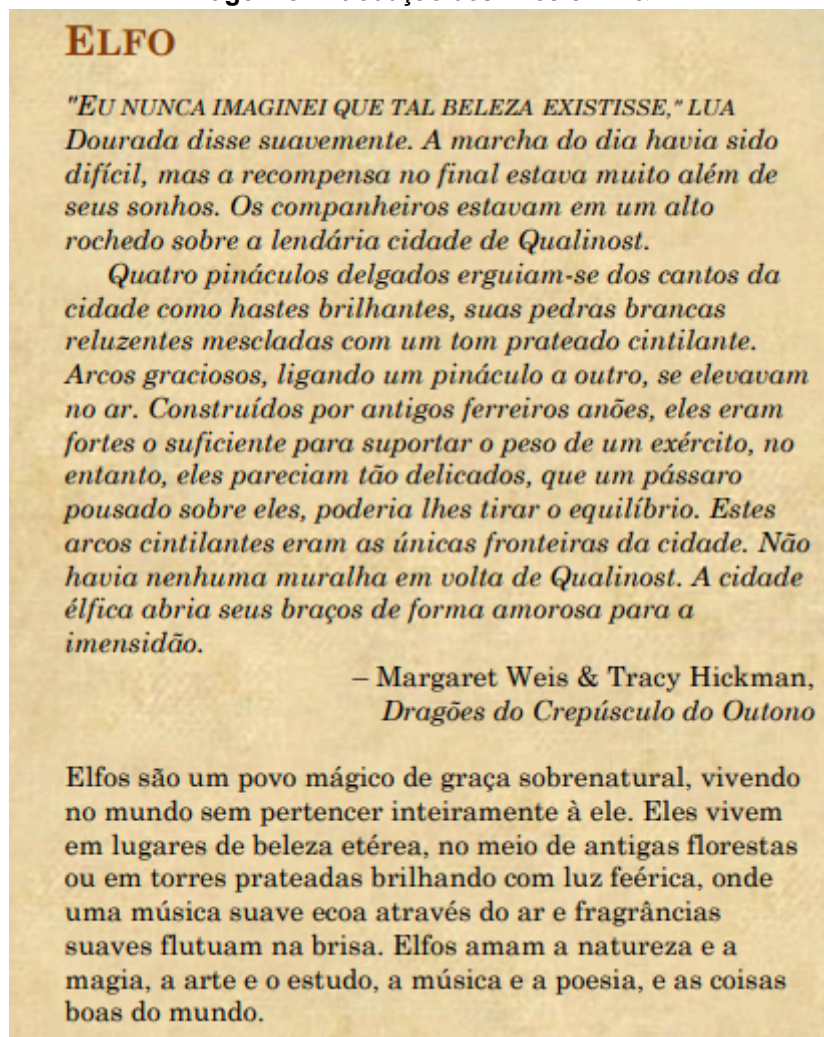 ELFO
"EU NUNCA IMAGINEI QUE TAL BELEZA EXISTISSE," LUA
Dourada disse suavemente. A marcha do dia havia sido
difícil, mas a recompensa no final estava muito além de
seus sonhos. Os companheiros estavam em um alto
rochedo sobre a lendária cidade de Qualinost.
Quatro pináculos delgados erguiam-se dos cantos da
cidade como hastes brilhantes, suas pedras brancas
reluzentes mescladas com um tom prateado cintilante.
Arcos graciosos, ligando um pináculo a outro, se elevavam
no ar. Construídos por antigos ferreiros anões, eles eram
fortes o suficiente para suportar o peso de um exército, no
entanto, eles pareciam tão delicados, que um pássaro
pousado sobre eles, poderia lhes tirar o equilíbrio. Estes
arcos cintilantes eram as únicas fronteiras da cidade. Não
havia nenhuma muralha em volta de Qualinost. A cidade
élfica abria seus braços de forma amorosa para a
imensidão.
– Margaret Weis & Tracy Hickman,
Dragões do Crepúsculo do Outono
Elfos são um povo mágico de graça sobrenatural, vivendo
no mundo sem pertencer inteiramente à ele. Eles vivem
em lugares de beleza etérea, no meio de antigas florestas
ou em torres prateadas brilhando com luz feérica, onde
uma música suave ecoa através do ar e fragrâncias
suaves flutuam na brisa. Elfos amam a natureza e a
magia, a arte e o estudo, a música e a poesia, e as coisas
boas do mundo.